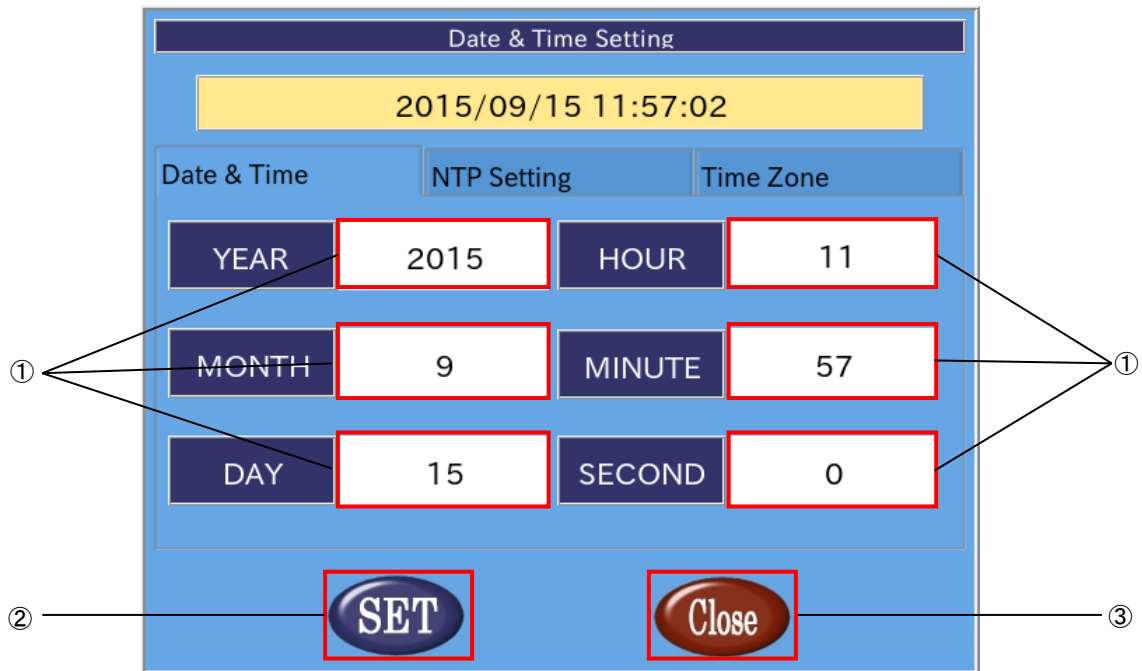 Date & Time Setting
2015/09/15 11:57:02
Date & Time NTP Setting Time Zone
YEAR 2015 HOUR 11
① MONTH 9 MINUTE 57 ①
DAY 15 SECOND 0
② SET Close ③